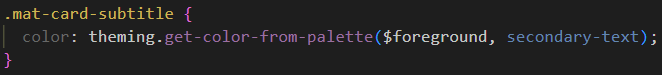 .mat-card-subtitle {
  color: theming.get-color-from-palette($foreground, secondary-text);
}